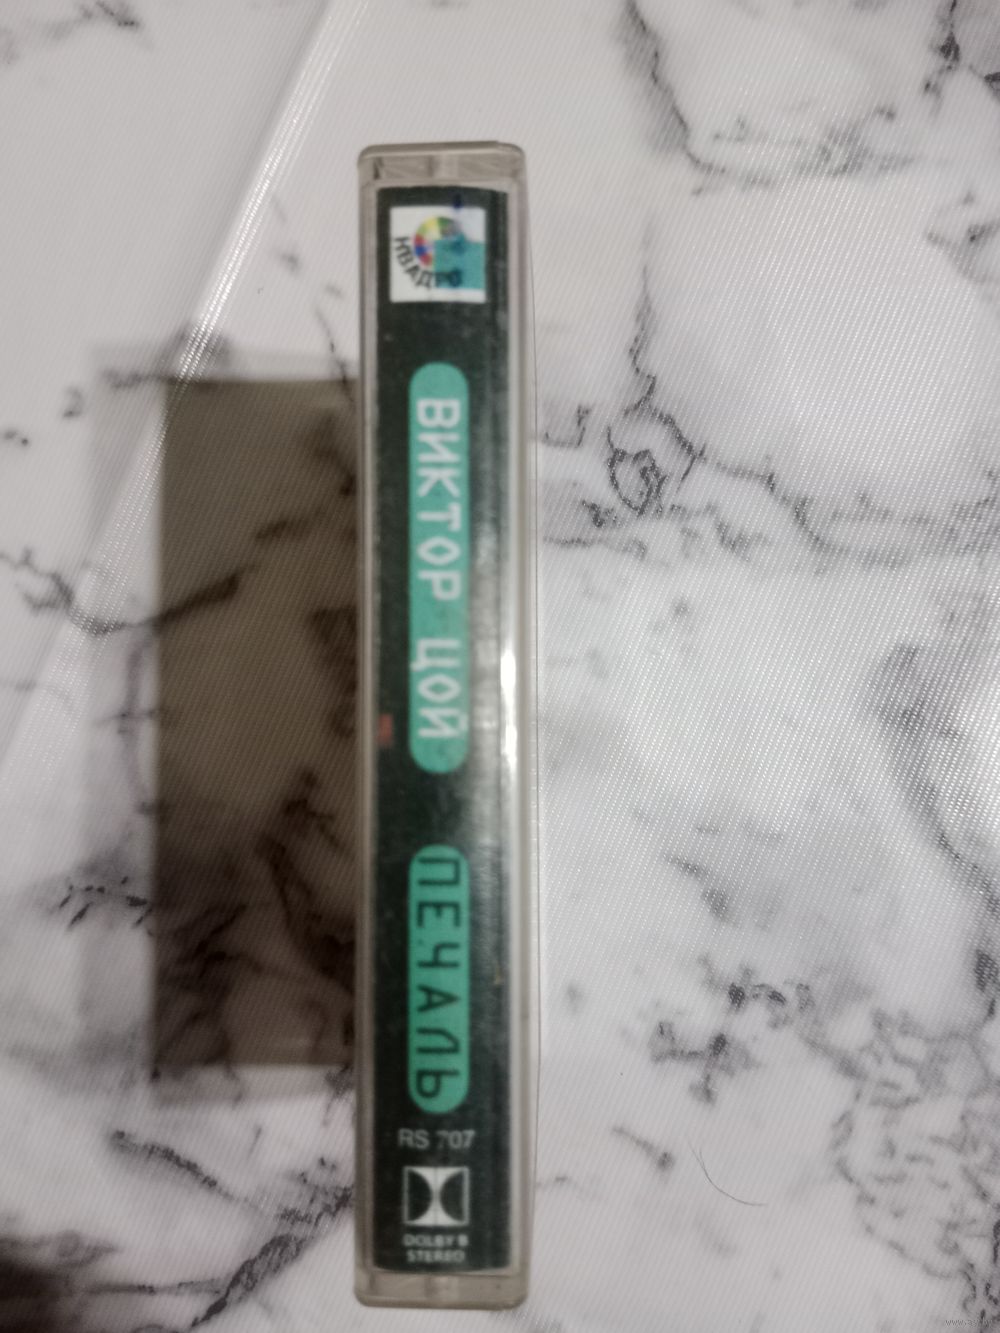 КВАДРО
ВИКТОР ЦОЙ
ПЕЧАЛЬ
RS 707
DOLBY B
STEREO